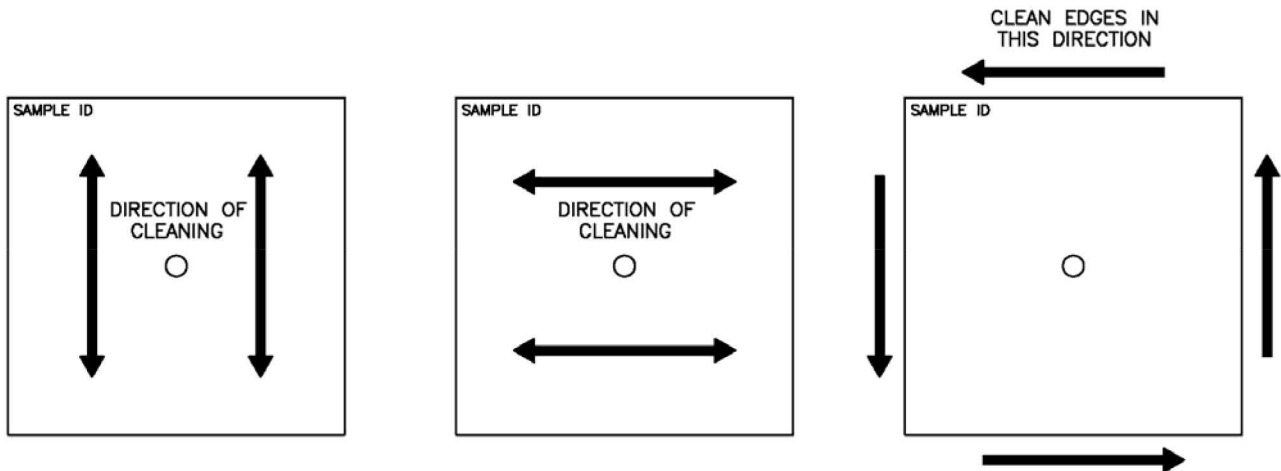 CLEAN EDGES IN
THIS DIRECTION
SAMPLE ID
DIRECTION OF
CLEANING
SAMPLE ID
DIRECTION OF
CLEANING
SAMPLE ID